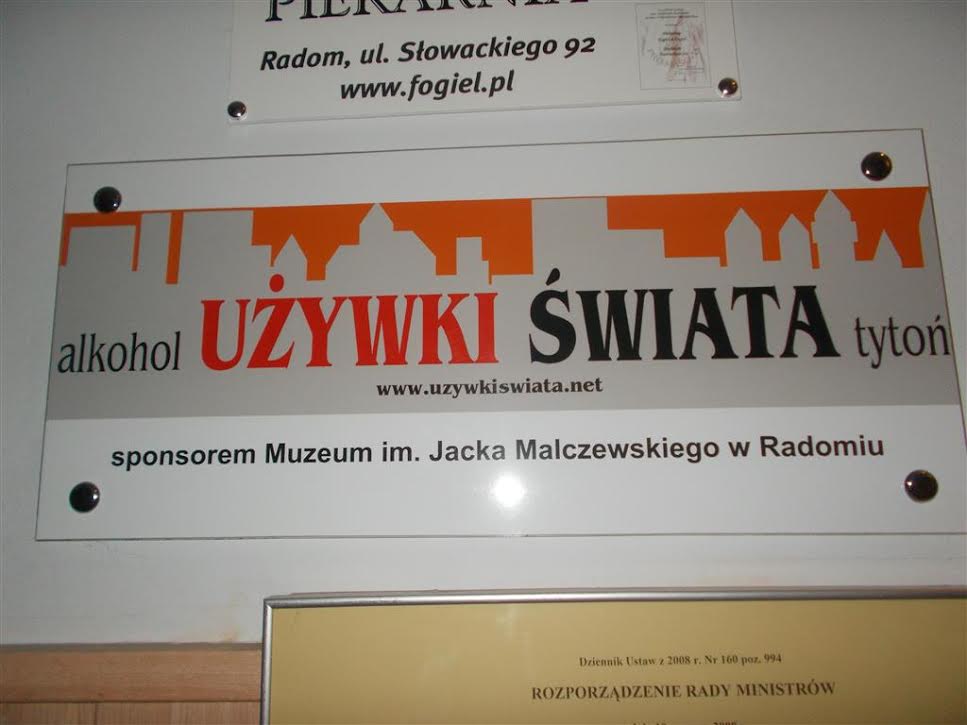 PIEKARNIA
Radom, ul. Słowackiego 92
www.fogiel.pl
alkohol UŻYWKI ŚWIATA tytoń
www.uzywkiswiata.net
sponsorem Muzeum im. Jacka Malczewskiego w Radomiu
Dziennik Ustaw z 2008 r. Nr 160 poz. 994
ROZPORZĄDZENIE RADY MINISTRÓW